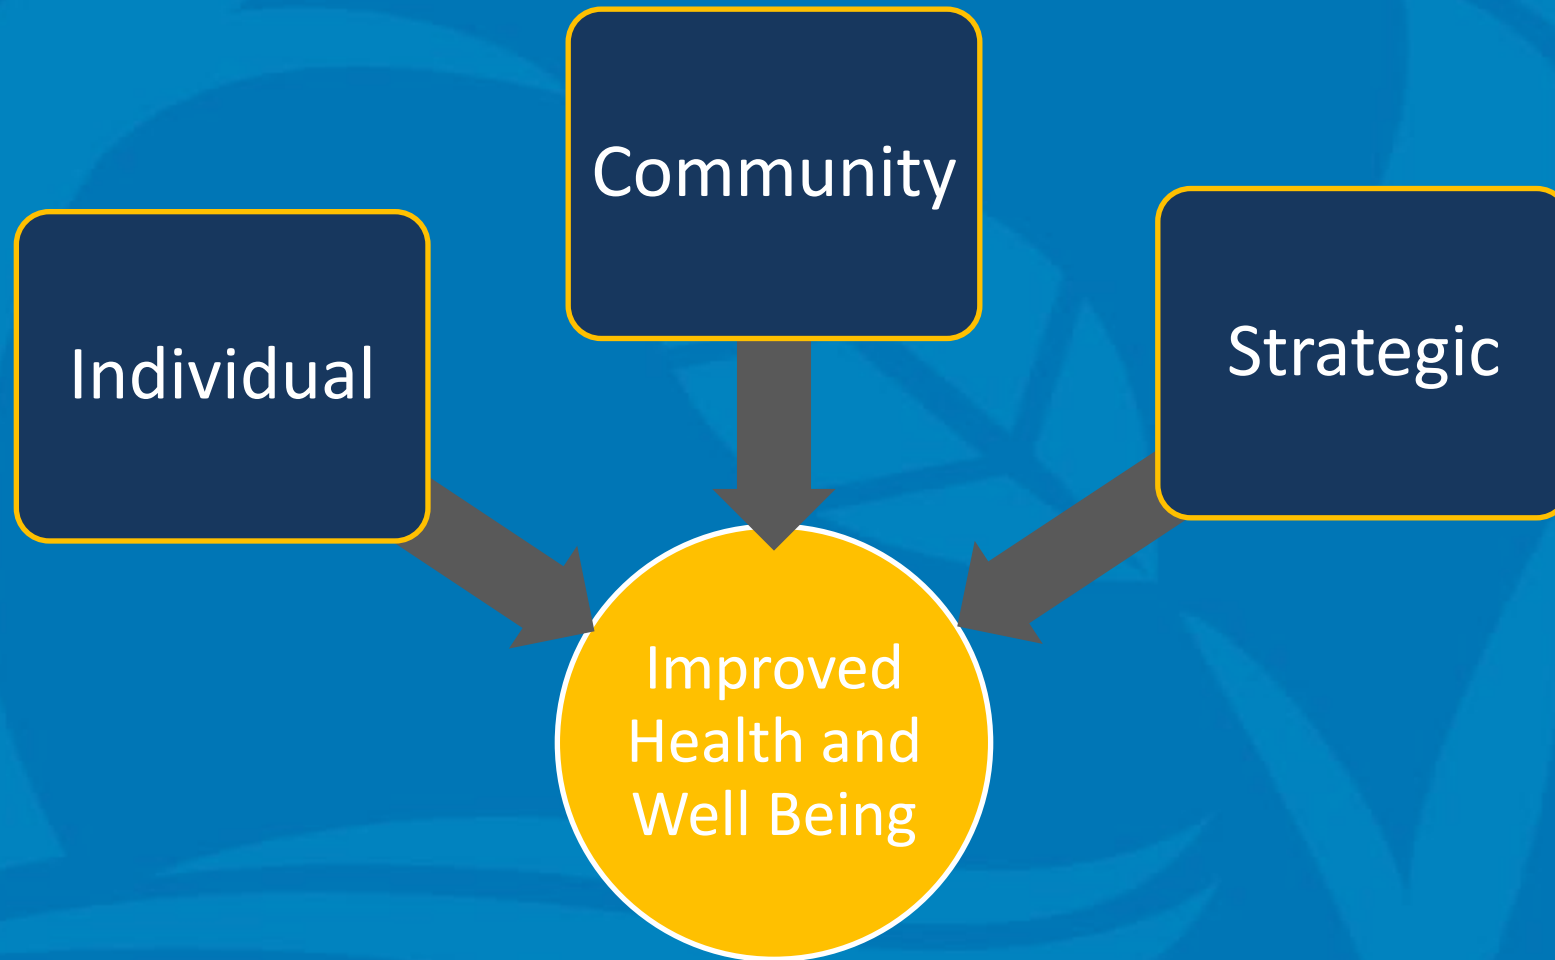 Community
Individual
Strategic
Improved
Health and
Well Being